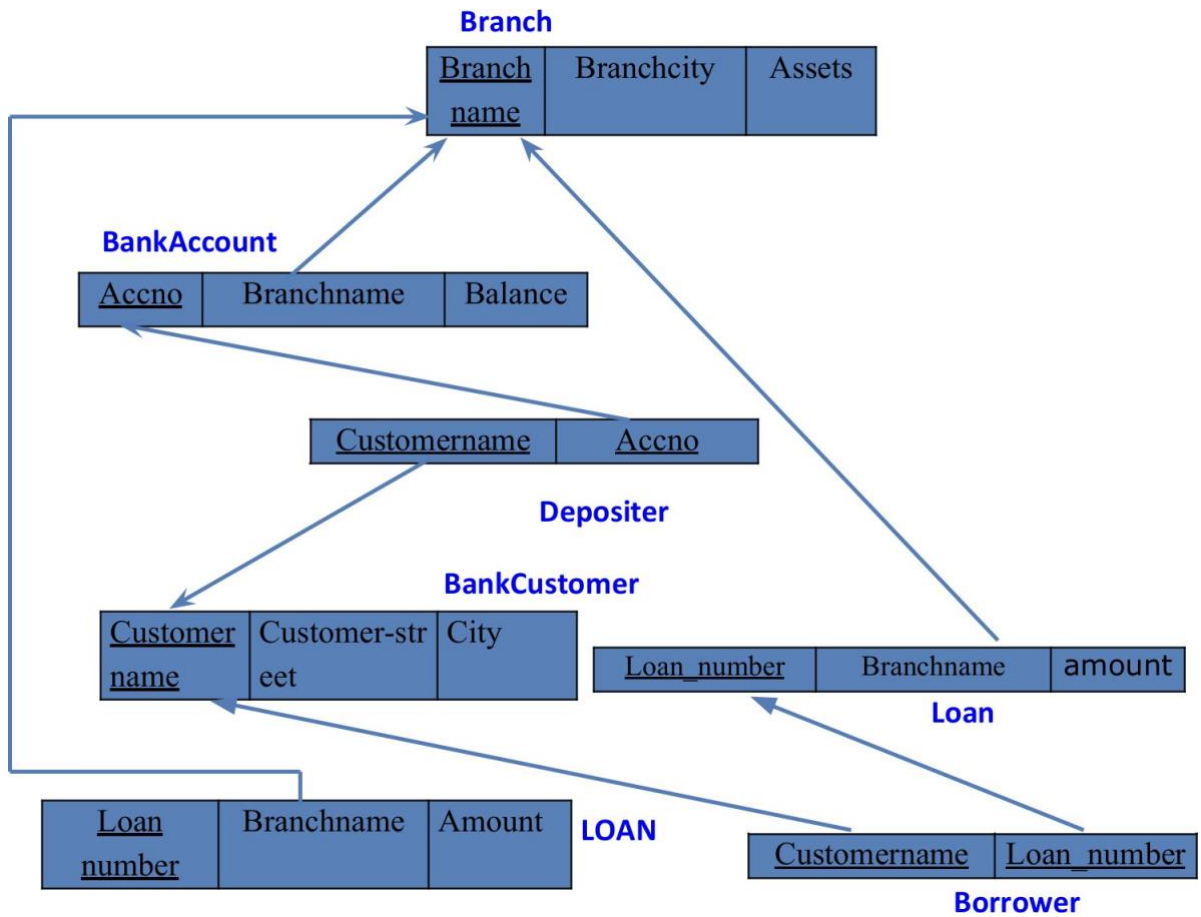 Branch
Branch name Branchcity Assets
BankAccount
Accno Branchname Balance
Customername Accno
Depositer
BankCustomer
Customer name Customer-str eet City
Loan_number Branchname amount
Loan
Loan number Branchname Amount
LOAN
Customername Loan_number
Borrower